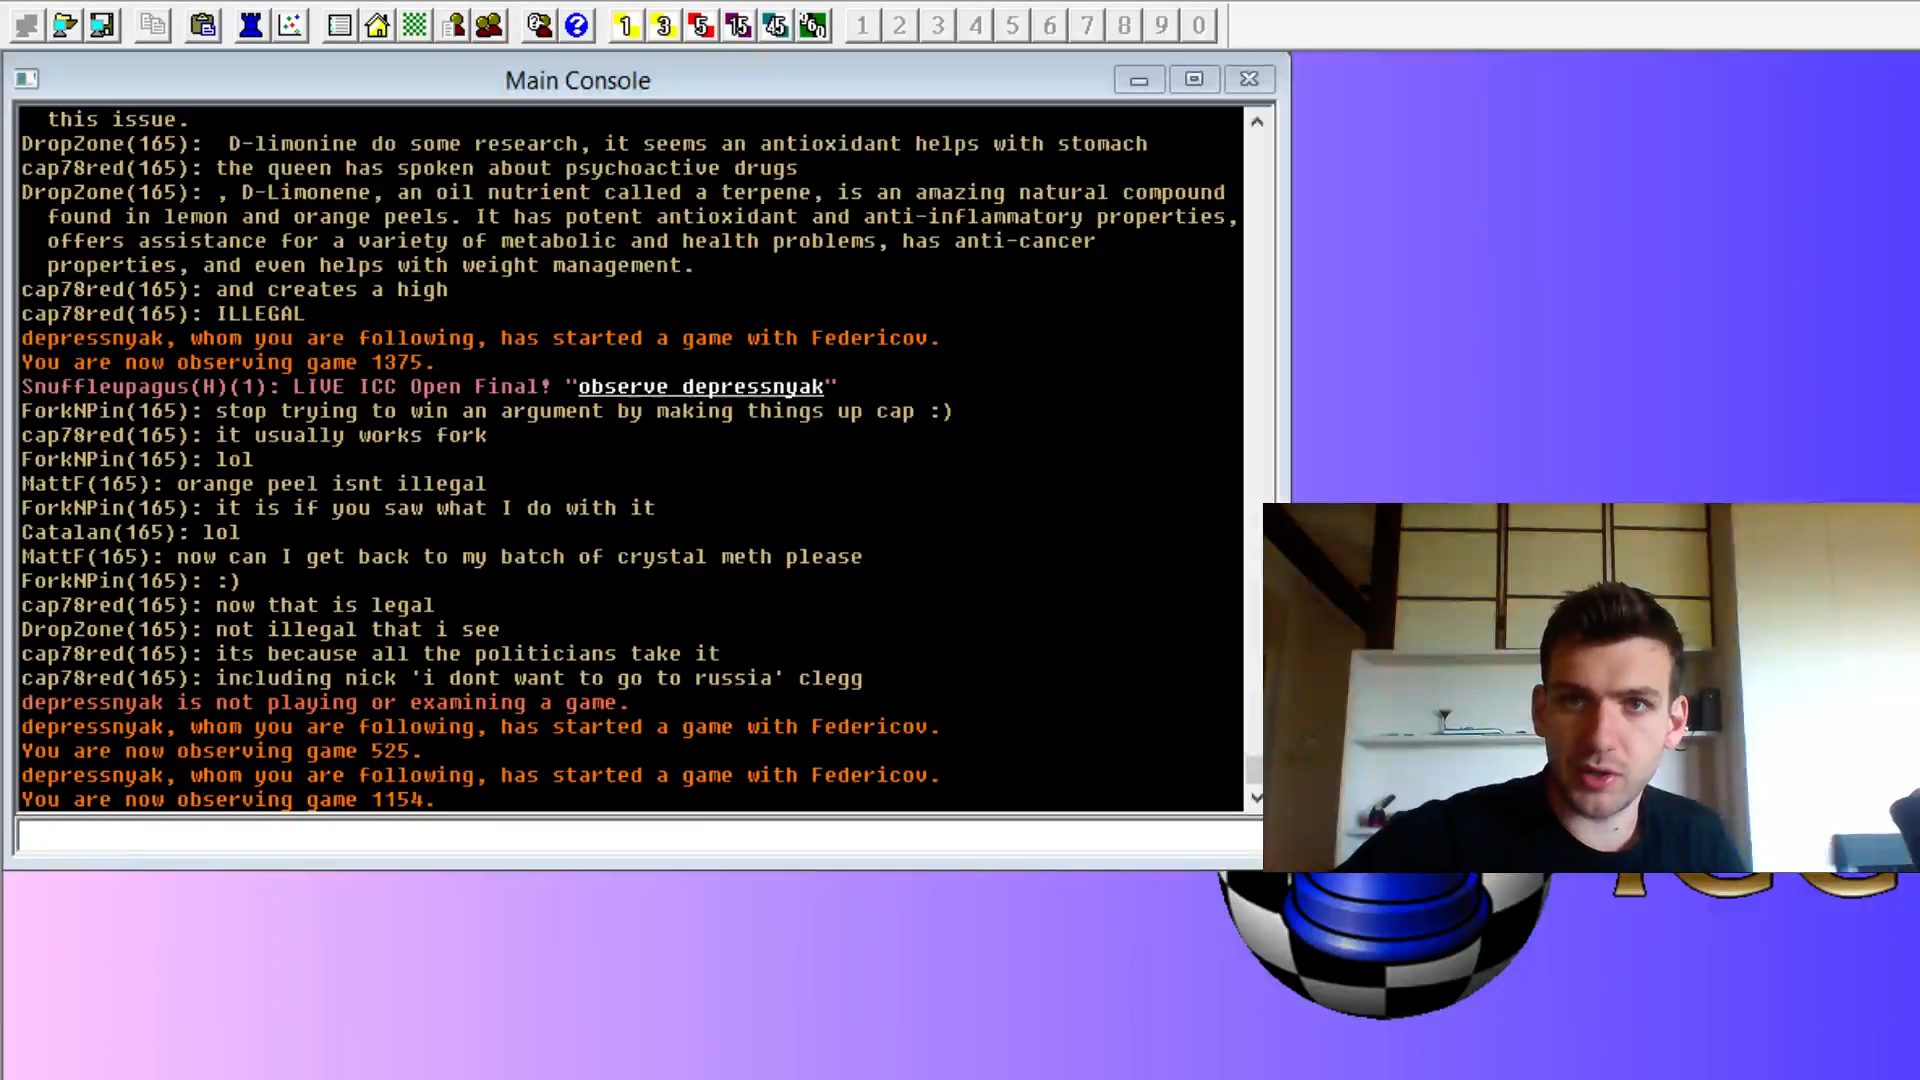 1 3 5 15 45 1 2 3 4 5 6 7 8 9 0
Main Console
this issue.
DropZone(165):  D-limonine do some research, it seems an antioxidant helps with stomach
cap78red(165): the queen has spoken about psychoactive drugs
DropZone(165): , D-Limonene, an oil nutrient called a terpene, is an amazing natural compound
found in lemon and orange peels. It has potent antioxidant and anti-inflammatory properties,
offers assistance for a variety of metabolic and health problems, has anti-cancer
properties, and even helps with weight management.
cap78red(165): and creates a high
cap78red(165): ILLEGAL
depressnyak, whom you are following, has started a game with Federicov.
You are now observing game 1375.
Snuffleupagus(H)(1): LIVE ICC Open Final! "observe depressnyak"
ForkNPin(165): stop trying to win an argument by making things up cap :)
cap78red(165): it usually works fork
ForkNPin(165): lol
MattF(165): orange peel isnt illegal
ForkNPin(165): it is if you saw what I do with it
Catalan(165): lol
MattF(165): now can I get back to my batch of crystal meth please
ForkNPin(165): :)
cap78red(165): now that is legal
DropZone(165): not illegal that i see
cap78red(165): its because all the politicians take it
cap78red(165): including nick 'i dont want to go to russia' clegg
depressnyak is not playing or examining a game.
depressnyak, whom you are following, has started a game with Federicov.
You are now observing game 525.
depressnyak, whom you are following, has started a game with Federicov.
You are now observing game 1154.
ICC